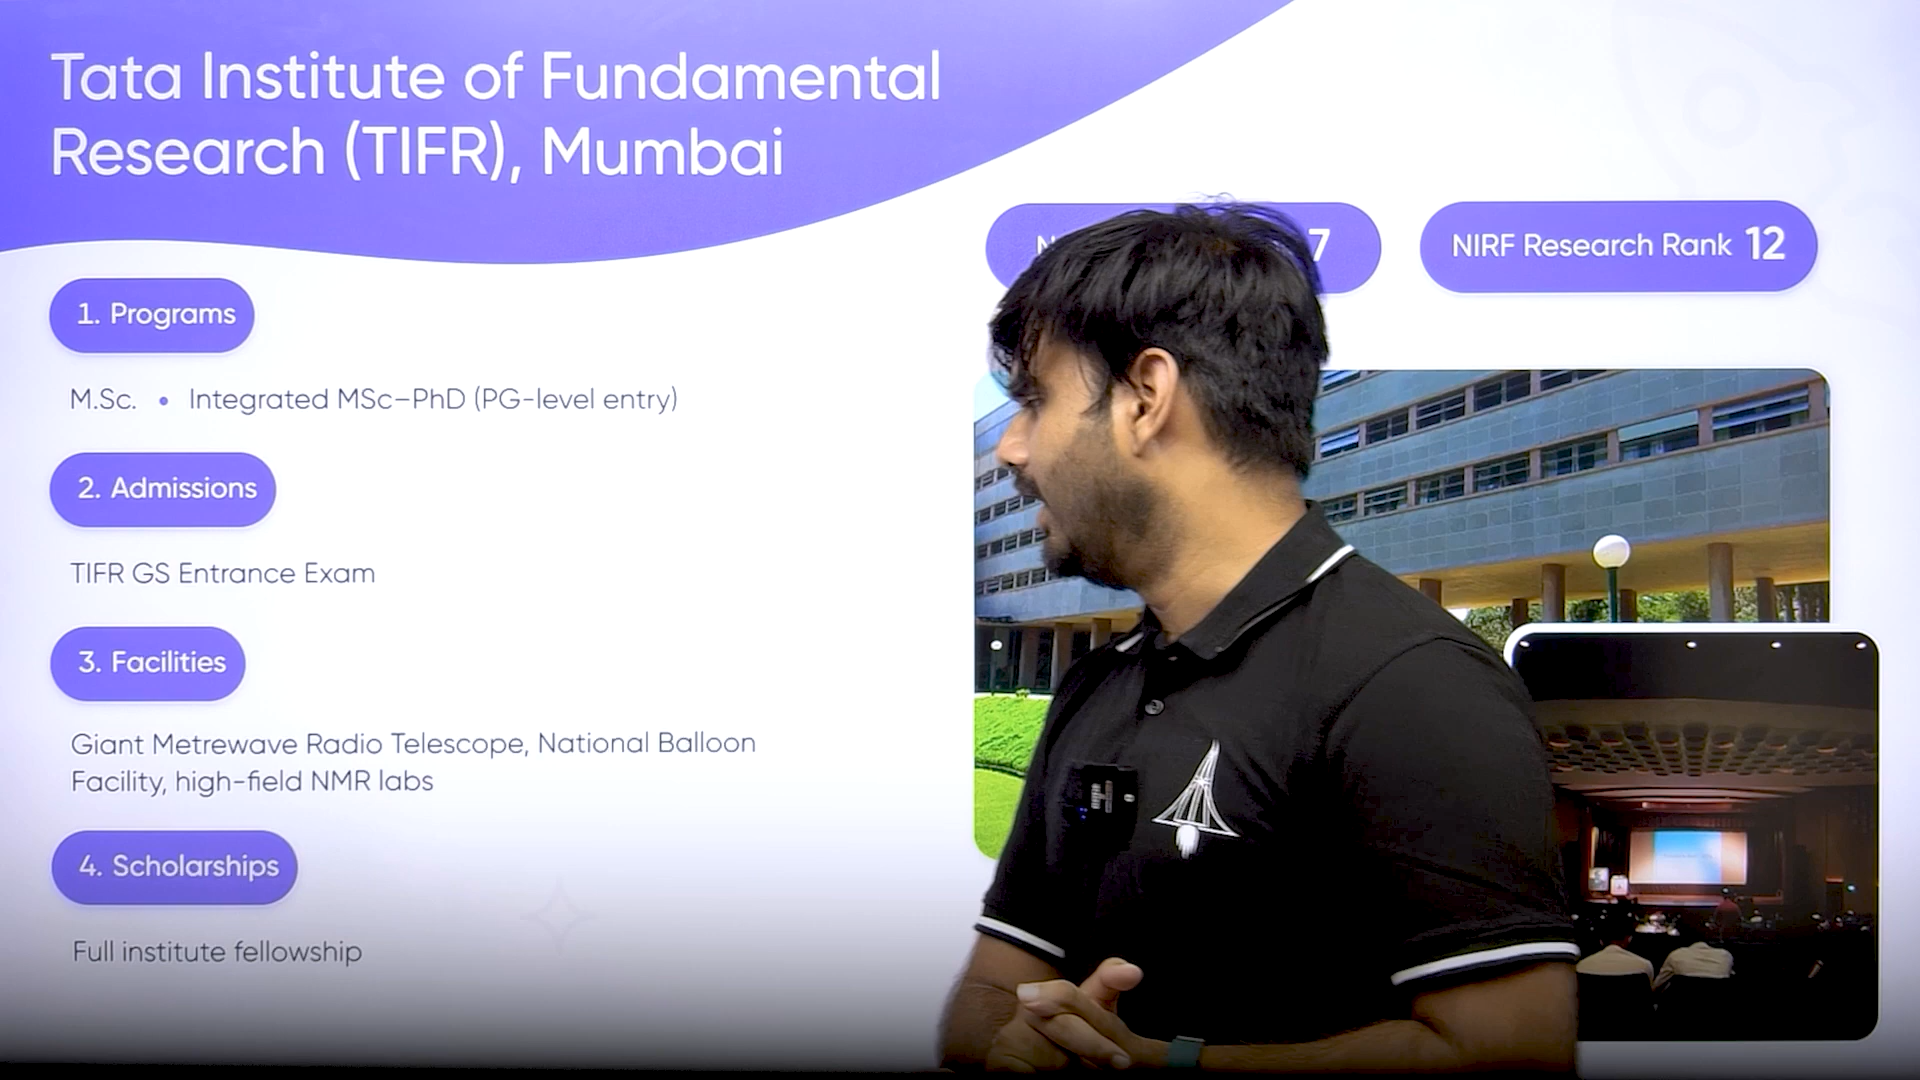 Tata Institute of Fundamental
Research (TIFR), Mumbai
7
NIRF Research Rank 12
1. Programs
M.Sc. • Integrated MSc–PhD (PG-level entry)
2. Admissions
TIFR GS Entrance Exam
3. Facilities
Giant Metrewave Radio Telescope, National Balloon
Facility, high-field NMR labs
4. Scholarships
Full institute fellowship